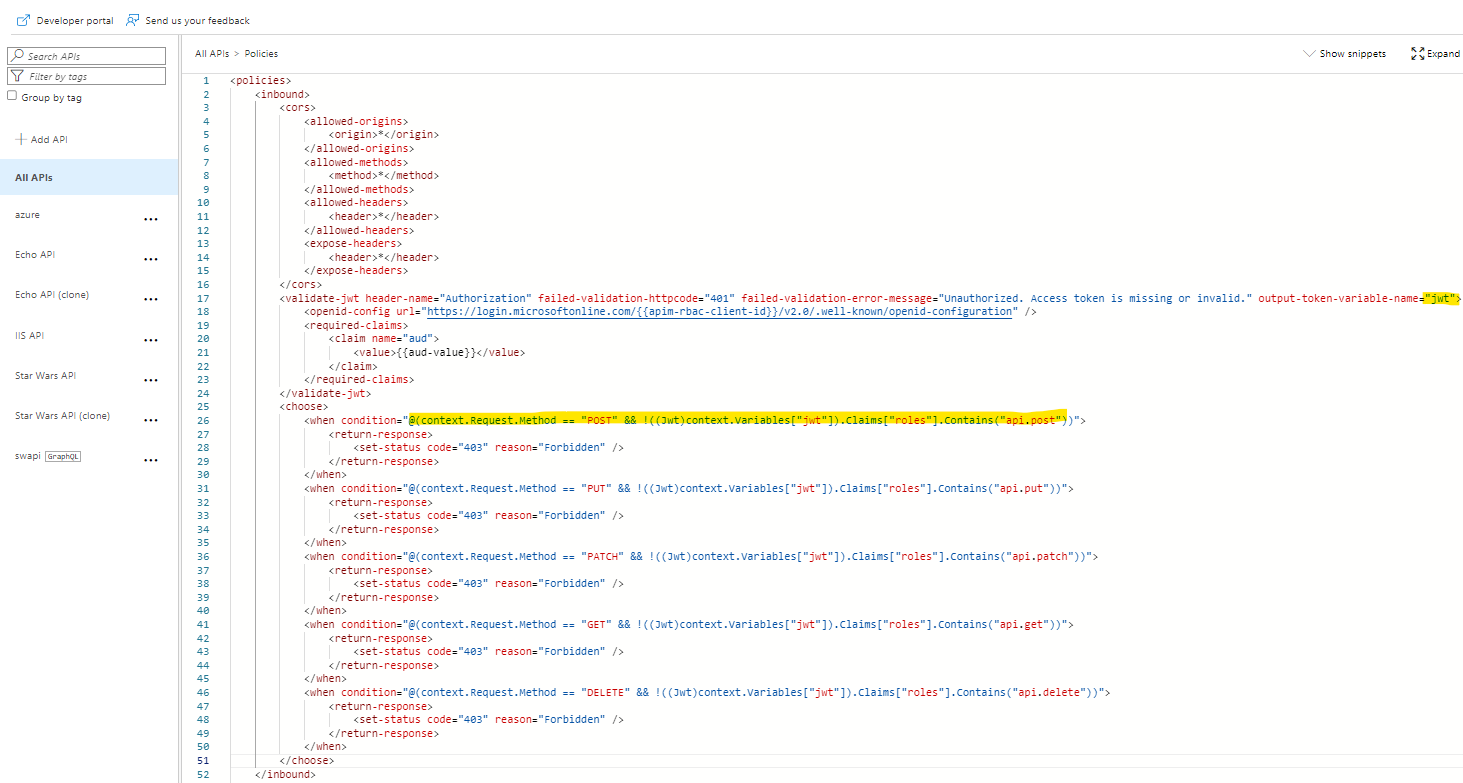 Developer portal
Send us your feedback
Search APIs
Filter by tags
Group by tag
Add API
All APIs
azure
...
Echo API
...
Echo API (clone)
...
IIS API
...
Star Wars API
...
Star Wars API (clone)
...
swapi GraphQL
...
All APIs > Policies
Show snippets
Expand
1 <policies>
2 <inbound>
3 <cors>
4 <allowed-origins>
5 <origin>*</origin>
6 </allowed-origins>
7 <allowed-methods>
8 <method>*</method>
9 </allowed-methods>
10 <allowed-headers>
11 <header>*</header>
12 </allowed-headers>
13 <expose-headers>
14 <header>*</header>
15 </expose-headers>
16 </cors>
17 <validate-jwt header-name="Authorization" failed-validation-httpcode="401" failed-validation-error-message="Unauthorized. Access token is missing or invalid." output-token-variable-name="jwt">
18 <openid-config url="https://login.microsoftonline.com/{{apim-rbac-client-id}}/v2.0/.well-known/openid-configuration" />
19 <required-claims>
20 <claim name="aud">
21 <value>{{aud-value}}</value>
22 </claim>
23 </required-claims>
24 </validate-jwt>
25 <choose>
26 <when condition="@(context.Request.Method == "POST" && !((Jwt)context.Variables["jwt"]).Claims["roles"].Contains("api.post"))">
27 <return-response>
28 <set-status code="403" reason="Forbidden" />
29 </return-response>
30 </when>
31 <when condition="@(context.Request.Method == "PUT" && !((Jwt)context.Variables["jwt"]).Claims["roles"].Contains("api.put"))">
32 <return-response>
33 <set-status code="403" reason="Forbidden" />
34 </return-response>
35 </when>
36 <when condition="@(context.Request.Method == "PATCH" && !((Jwt)context.Variables["jwt"]).Claims["roles"].Contains("api.patch"))">
37 <return-response>
38 <set-status code="403" reason="Forbidden" />
39 </return-response>
40 </when>
41 <when condition="@(context.Request.Method == "GET" && !((Jwt)context.Variables["jwt"]).Claims["roles"].Contains("api.get"))">
42 <return-response>
43 <set-status code="403" reason="Forbidden" />
44 </return-response>
45 </when>
46 <when condition="@(context.Request.Method == "DELETE" && !((Jwt)context.Variables["jwt"]).Claims["roles"].Contains("api.delete"))">
47 <return-response>
48 <set-status code="403" reason="Forbidden" />
49 </return-response>
50 </when>
51 </choose>
52 </inbound>